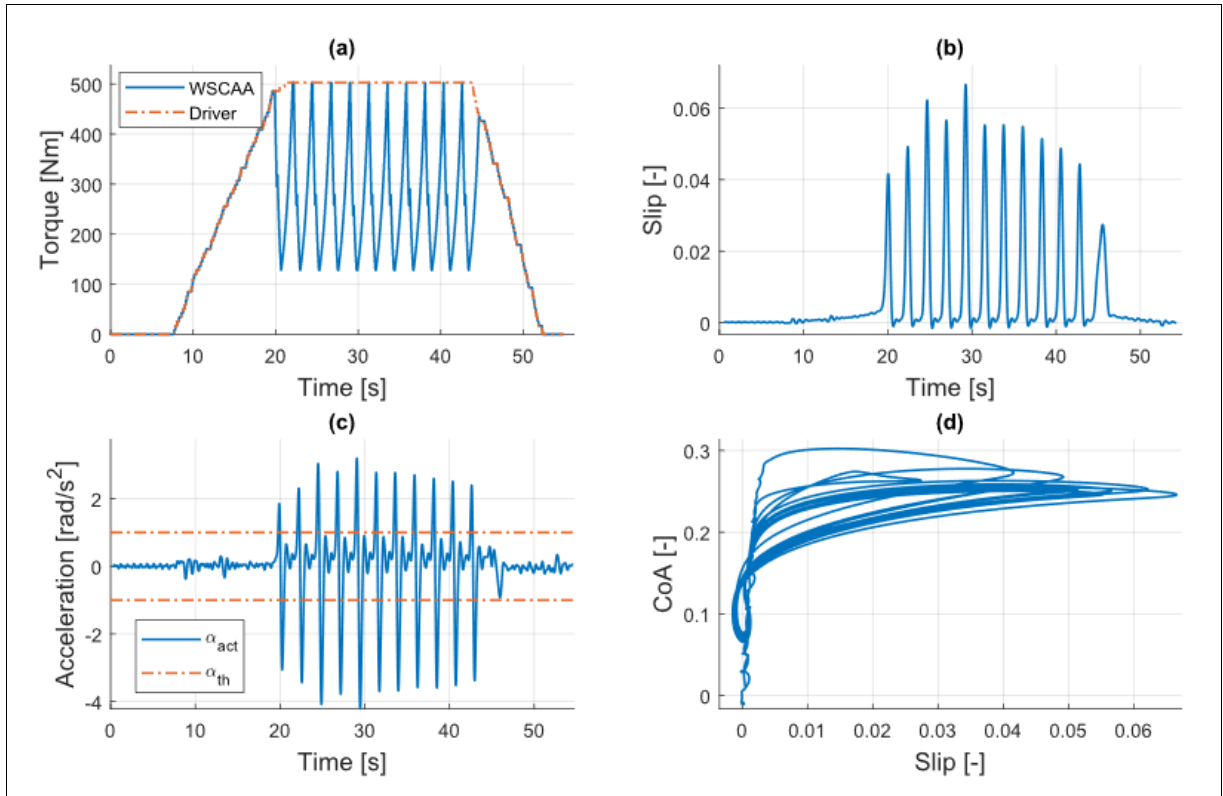 (a)
WSCAA
Driver
Torque [Nm]
500
400
300
200
100
0
0 10 20 30 40 50
Time [s]
(b)
Slip [-]
0.06
0.04
0.02
0
0 10 20 30 40 50
Time [s]
(c)
Acceleration [rad/s²]
2
0
-2
-4
α_act
α_th
0 10 20 30 40 50
Time [s]
(d)
CoA [-]
0.3
0.2
0.1
0
0 0.01 0.02 0.03 0.04 0.05 0.06
Slip [-]